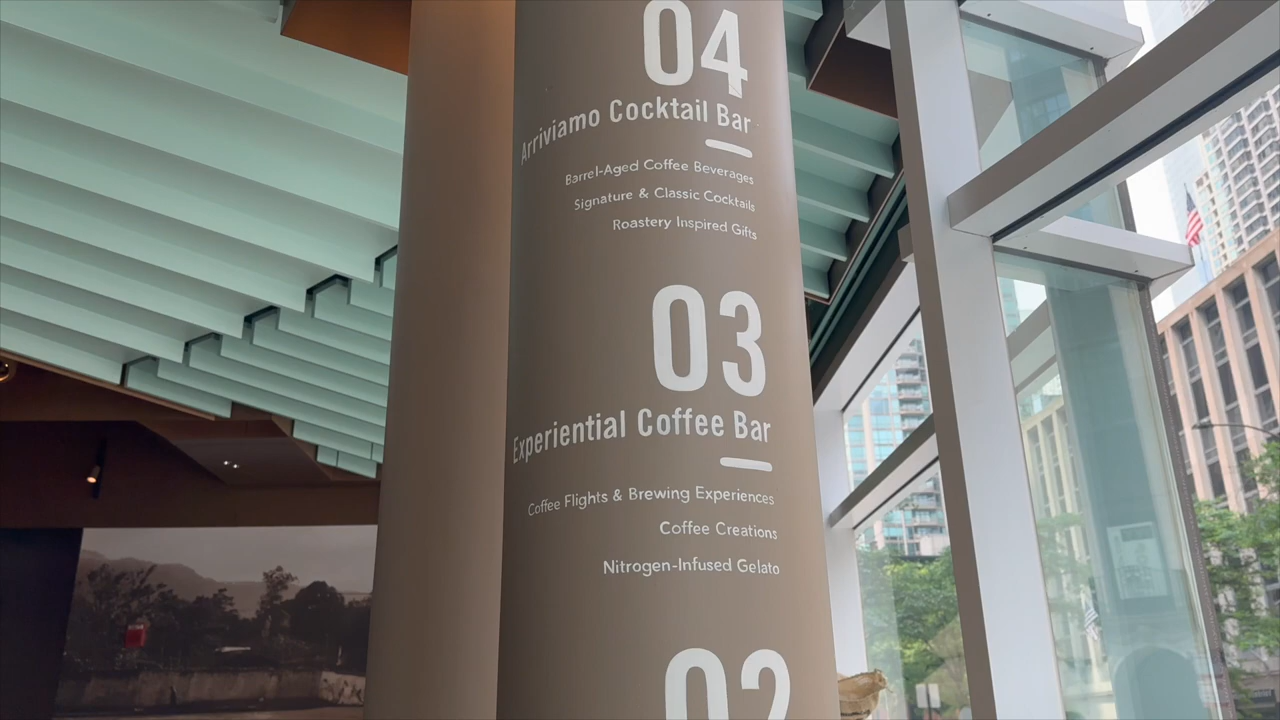 04
Arriviamo Cocktail Bar
Barrel-Aged Coffee Beverages
Signature & Classic Cocktails
Roastery Inspired Gifts
03
Experiential Coffee Bar
Coffee Flights & Brewing Experiences
Coffee Creations
Nitrogen-Infused Gelato
02